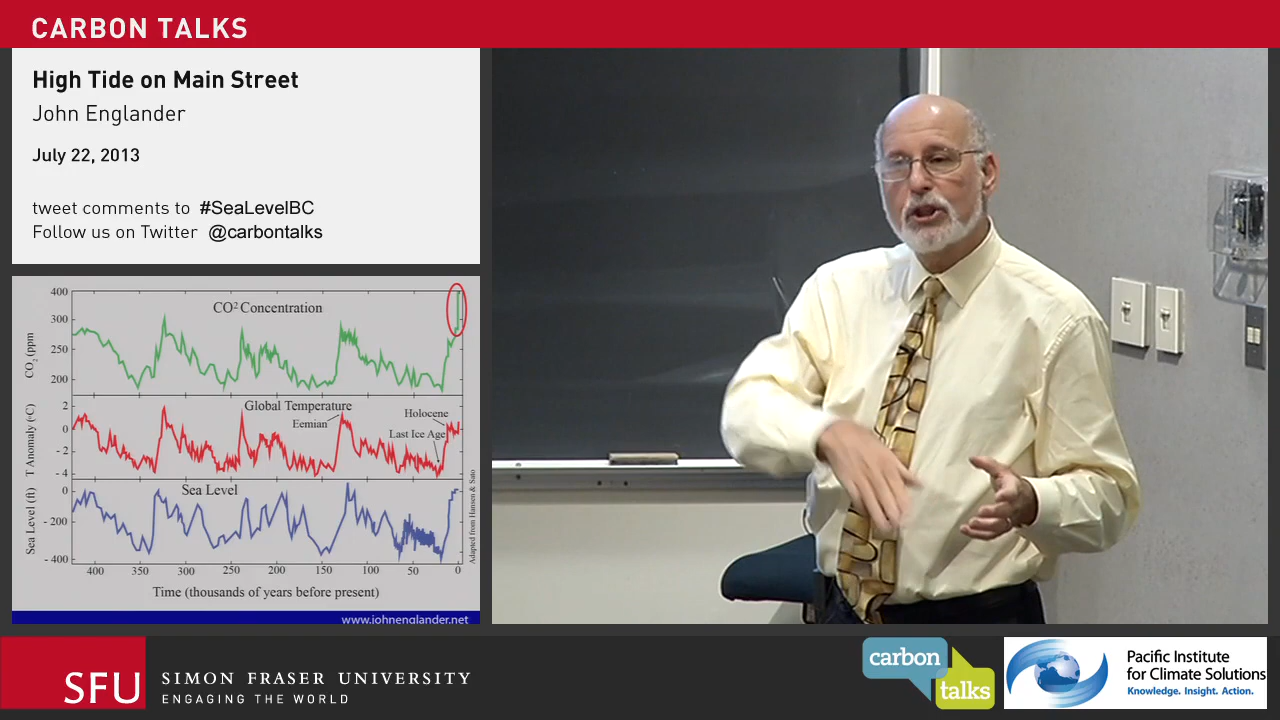 CARBON TALKS
High Tide on Main Street
John Englander
July 22, 2013
tweet comments to #SeaLevelBC
Follow us on Twitter @carbontalks
CO² Concentration
400
300
250
200
CO₂ (ppm
Global Temperature
Eemian
Holocene
Last Ice Age
2
0
- 2
- 4
T Anomaly (°C)
Sea Level
0
- 200
- 400
Sea Level (ft)
400 350 300 250 200 150 100 50 0
Time (thousands of years before present)
Adapted from Hansen & Sato
www.johnenglander.net
SFU
SIMON FRASER UNIVERSITY
ENGAGING THE WORLD
carbon
talks
Pacific Institute
for Climate Solutions
Knowledge. Insight. Action.